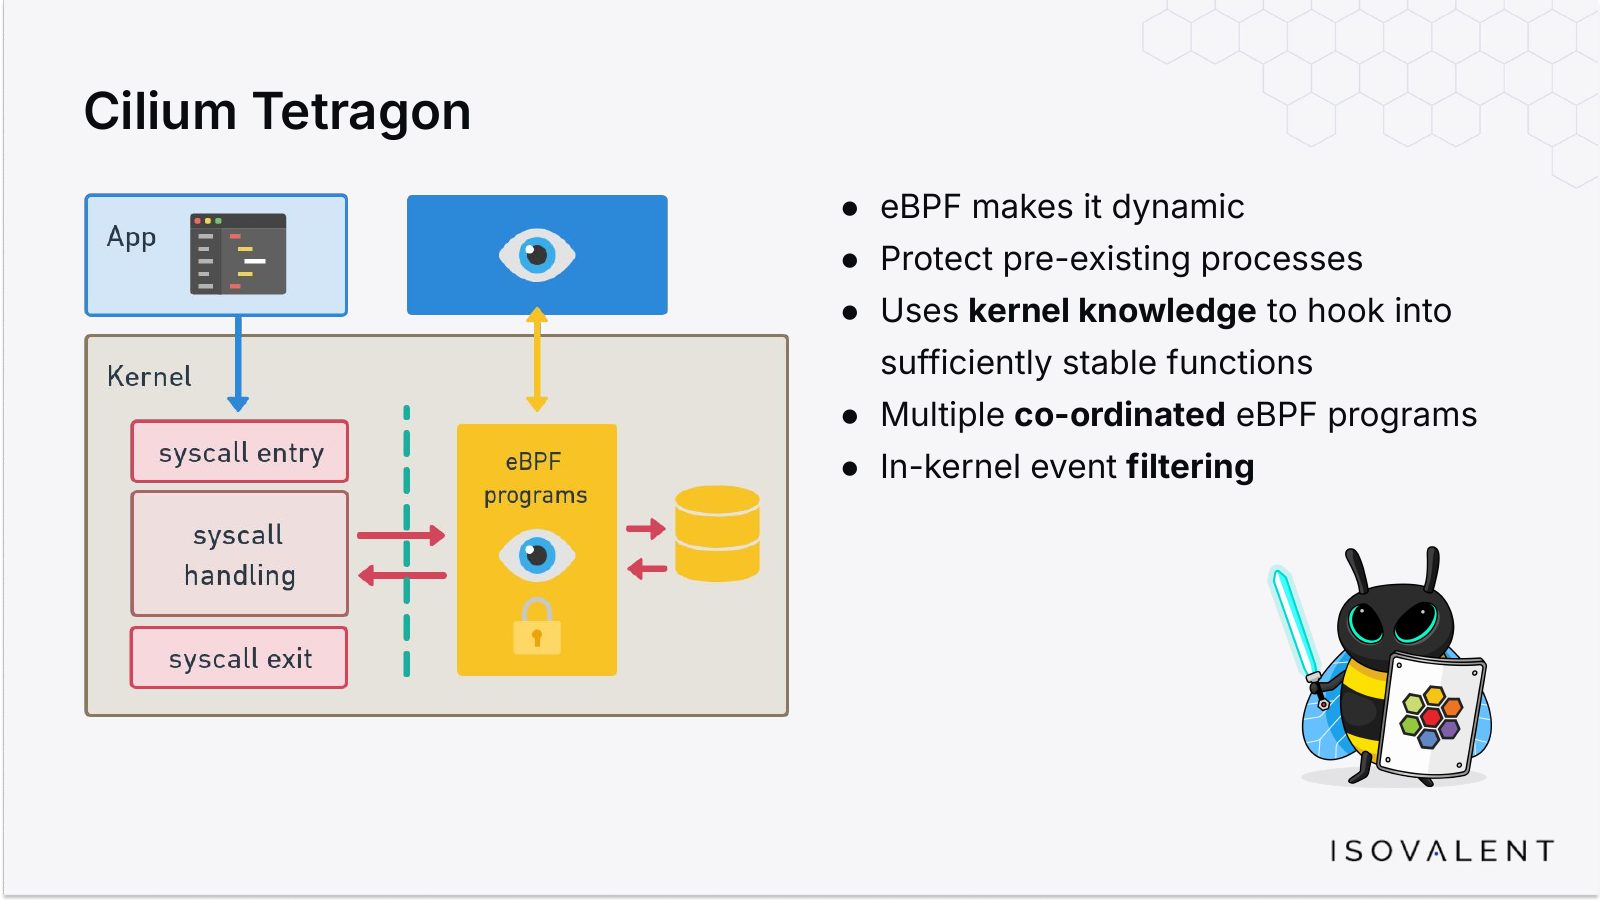 Cilium Tetragon
App
Kernel
syscall entry
syscall
handling
syscall exit
eBPF
programs
● eBPF makes it dynamic
● Protect pre-existing processes
● Uses kernel knowledge to hook into
sufficiently stable functions
● Multiple co-ordinated eBPF programs
● In-kernel event filtering
ISOVALENT